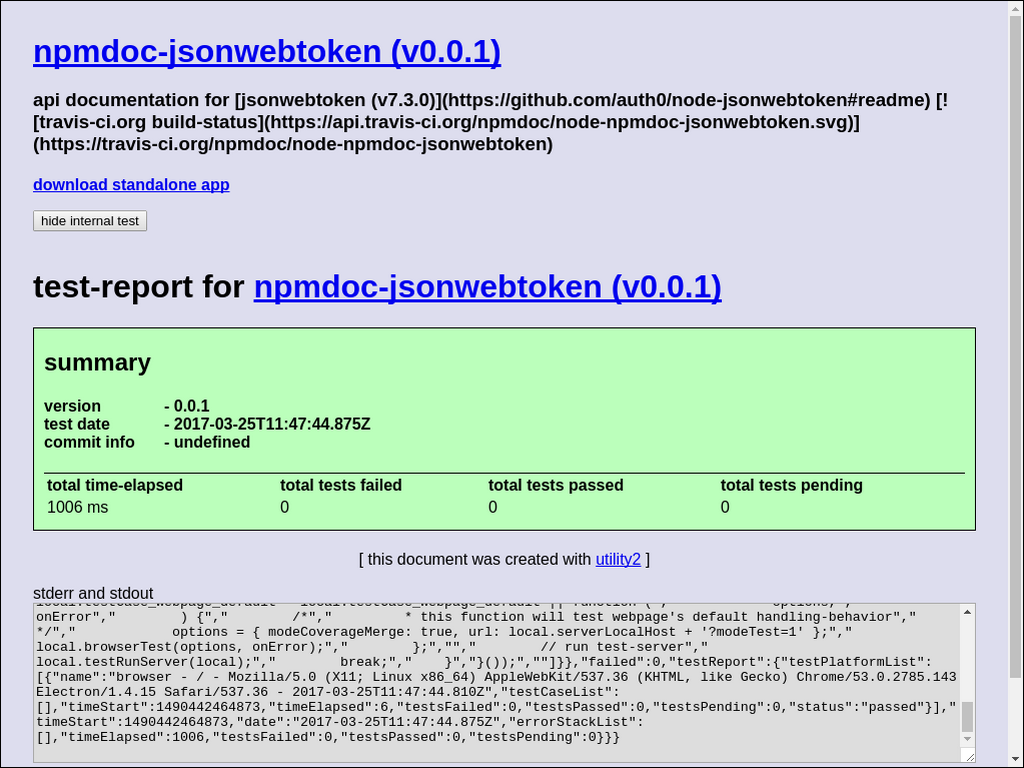 npmdoc-jsonwebtoken (v0.0.1)
api documentation for [jsonwebtoken (v7.3.0)](https://github.com/auth0/node-jsonwebtoken#readme) [!
[travis-ci.org build-status](https://api.travis-ci.org/npmdoc/node-npmdoc-jsonwebtoken.svg)]
(https://travis-ci.org/npmdoc/node-npmdoc-jsonwebtoken)
download standalone app
hide internal test
test-report for npmdoc-jsonwebtoken (v0.0.1)
summary
version - 0.0.1
test date - 2017-03-25T11:47:44.875Z
commit info - undefined
total time-elapsed total tests failed total tests passed total tests pending
1006 ms 0 0 0
[ this document was created with utility2 ]
stderr and stdout
onError","        ) {","        /*","         * this function will test webpage's default handling-behavior","
*/","            options = { modeCoverageMerge: true, url: local.serverLocalHost + '?modeTest=1' };","
local.browserTest(options, onError);","        };","","        // run test-server","
local.testRunServer(local);","        break;","    }","}());",""]}},"failed":0,"testReport":{"testPlatformList":
[{"name":"browser - / - Mozilla/5.0 (X11; Linux x86_64) AppleWebKit/537.36 (KHTML, like Gecko) Chrome/53.0.2785.143
Electron/1.4.15 Safari/537.36 - 2017-03-25T11:47:44.810Z","testCaseList":
[],"timeStart":1490442464873,"timeElapsed":6,"testsFailed":0,"testsPassed":0,"testsPending":0,"status":"passed"}],"
timeStart":1490442464873,"date":"2017-03-25T11:47:44.875Z","errorStackList":
[],"timeElapsed":1006,"testsFailed":0,"testsPassed":0,"testsPending":0}}}